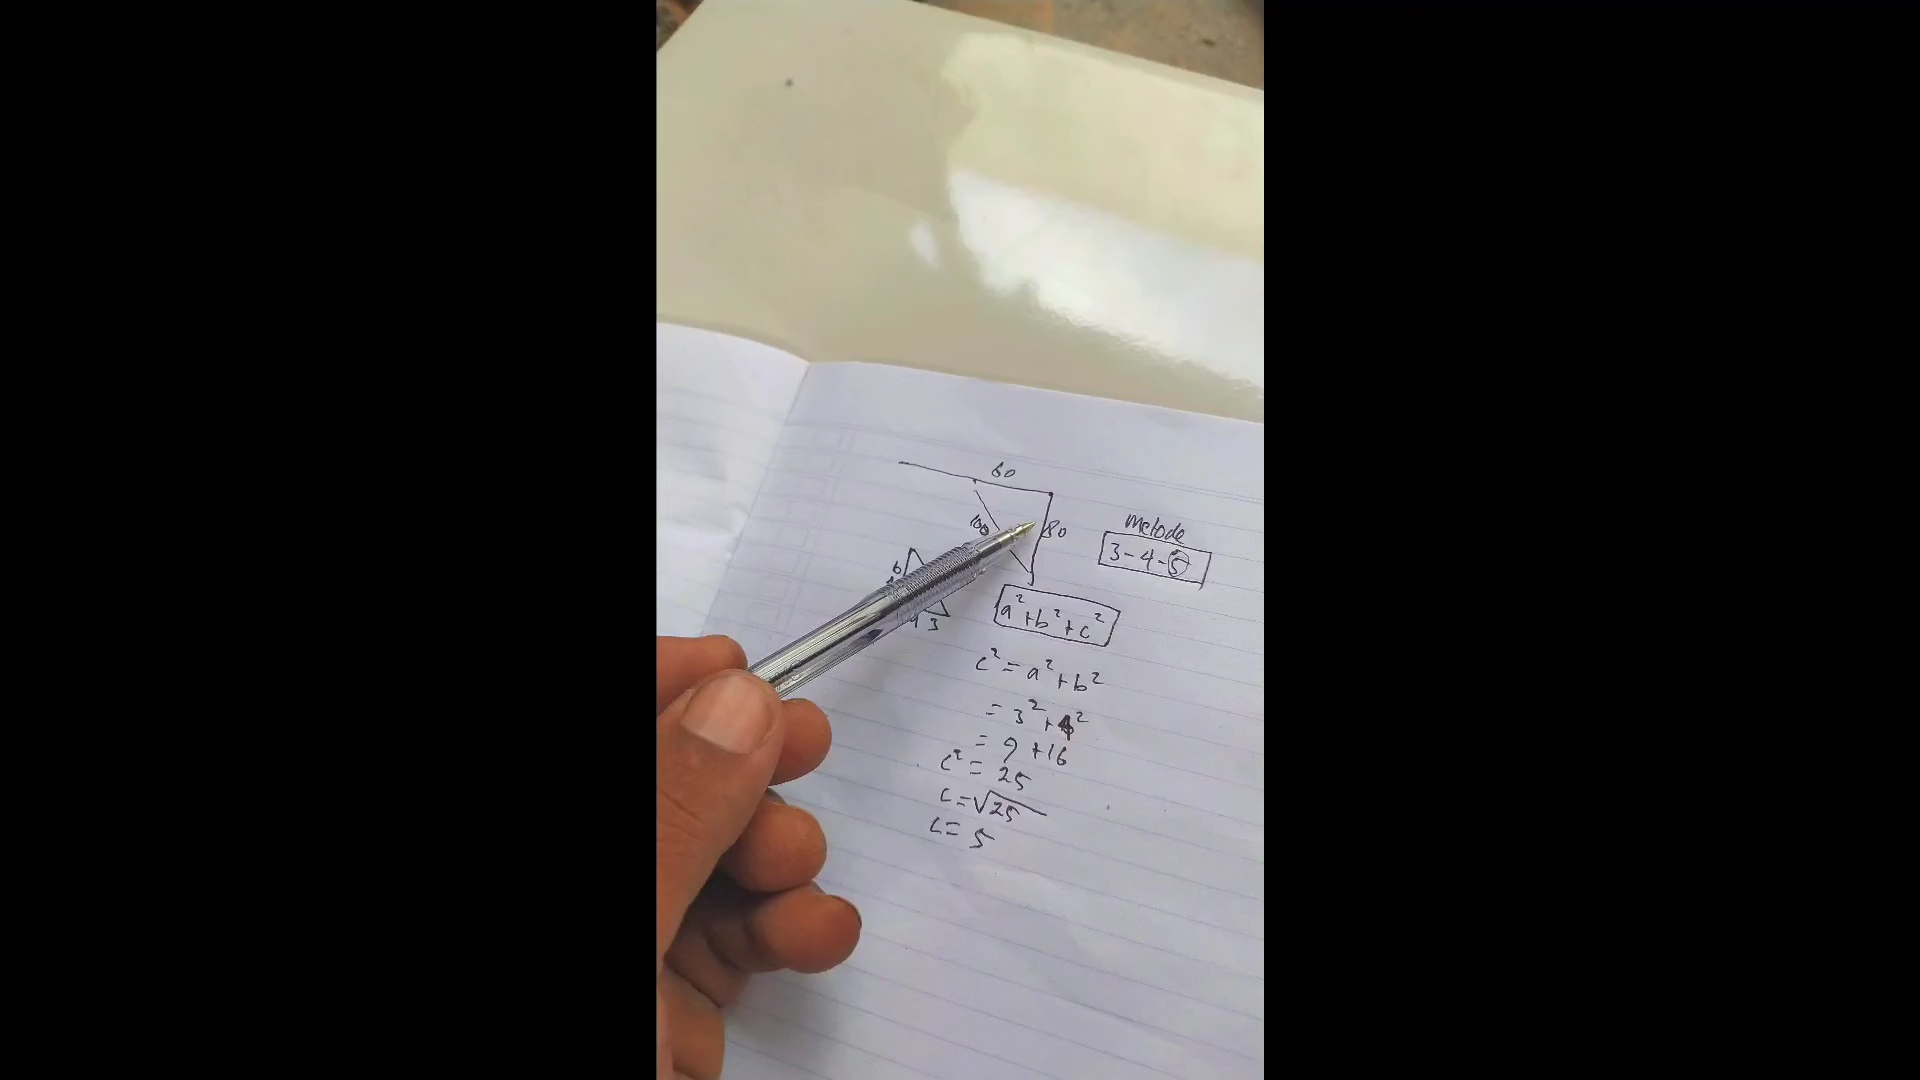 60
100
80
Metode
3-4-5
b
3
a²+b²+c²
c²=a²+b²
=3²+4²
=9+16
c²=25
c=√25
c=5